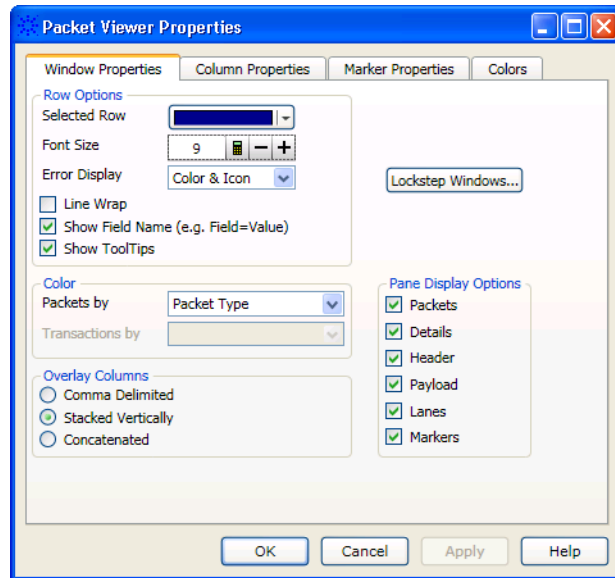 Packet Viewer Properties
Window Properties Column Properties Marker Properties Colors
Row Options
Selected Row
Font Size 9
Error Display Color & Icon
Lockstep Windows...
Line Wrap
Show Field Name (e.g. Field=Value)
Show ToolTips
Color
Packets by Packet Type
Transactions by
Overlay Columns
Comma Delimited
Stacked Vertically
Concatenated
Pane Display Options
Packets
Details
Header
Payload
Lanes
Markers
OK Cancel Apply Help